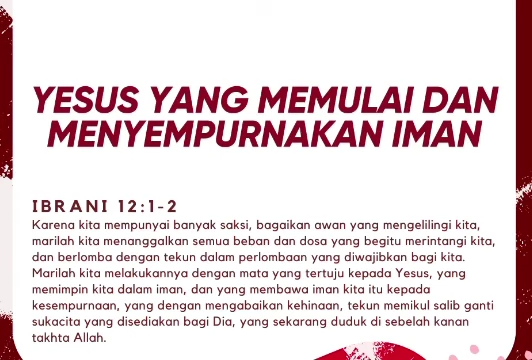 YESUS YANG MEMULAI DAN
MENYEMPURNAKAN IMAN
IBRANI 12:1-2
Karena kita mempunyai banyak saksi, bagaikan awan yang mengelilingi kita,
marilah kita menanggalkan semua beban dan dosa yang begitu merintangi kita,
dan berlomba dengan tekun dalam perlombaan yang diwajibkan bagi kita.
Marilah kita melakukannya dengan mata yang tertuju kepada Yesus, yang
memimpin kita dalam iman, dan yang membawa iman kita itu kepada
kesempurnaan, yang dengan mengabaikan kehinaan, tekun memikul salib ganti
sukacita yang disediakan bagi Dia, yang sekarang duduk di sebelah kanan
takhta Allah.